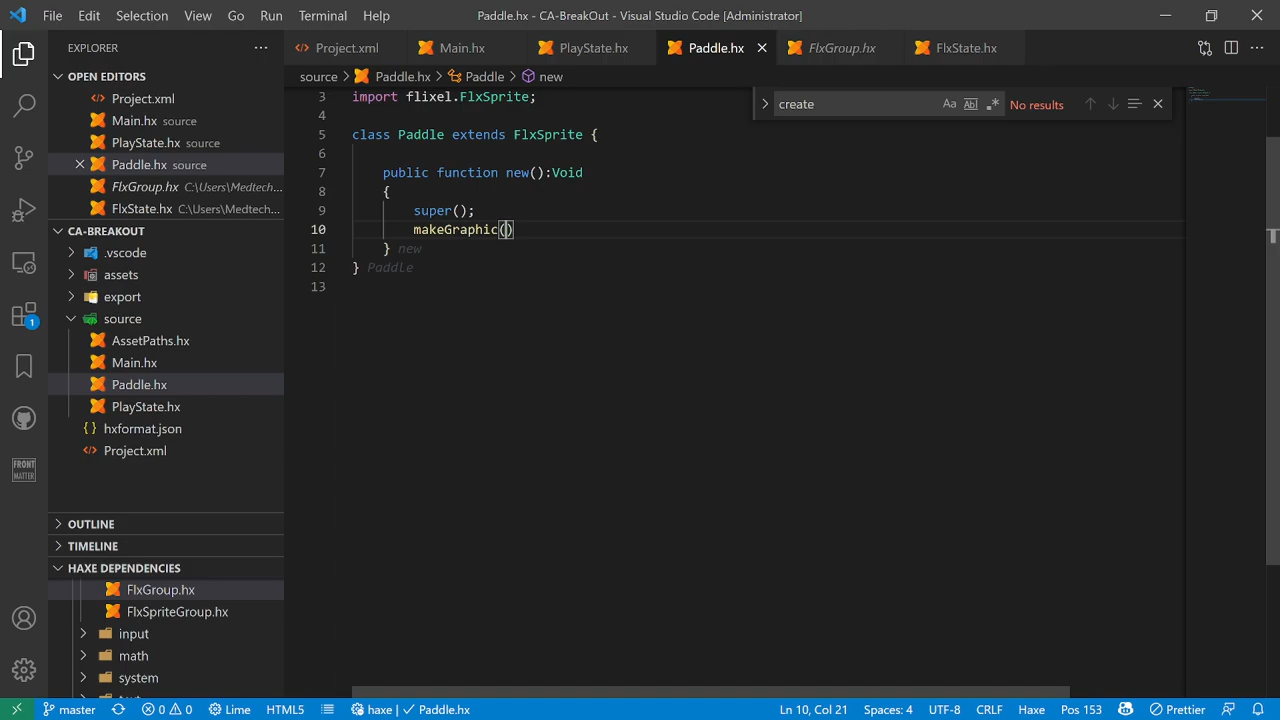 File Edit Selection View Go Run Terminal Help
Paddle.hx - CA-BreakOut - Visual Studio Code [Administrator]
EXPLORER
Project.xml
Main.hx
PlayState.hx
Paddle.hx
FlxGroup.hx
FlxState.hx
OPEN EDITORS
Project.xml
Main.hx source
PlayState.hx source
Paddle.hx source
FlxGroup.hx C:\Users\Medtech...
FlxState.hx C:\Users\Medtech...
CA-BREAKOUT
.vscode
assets
export
source
AssetPaths.hx
Main.hx
Paddle.hx
PlayState.hx
hxformat.json
Project.xml
OUTLINE
TIMELINE
HAXE DEPENDENCIES
FlxGroup.hx
FlxSpriteGroup.hx
input
math
system
source > Paddle.hx > Paddle > new
create
Aa
Abl
No results
3 import flixel.FlxSprite;
4
5 class Paddle extends FlxSprite {
6
7 public function new():Void
8 {
9 super();
10 makeGraphic()
11 } new
12 } Paddle
13
1
FRONT MATTER
master
0 0
Lime
HTML5
haxe | Paddle.hx
Ln 10, Col 21
Spaces: 4
UTF-8
CRLF
Haxe
Pos 153
Prettier